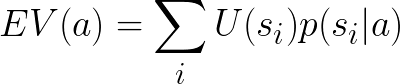 EV(a) = ∑_i U(s_i)p(s_i|a)